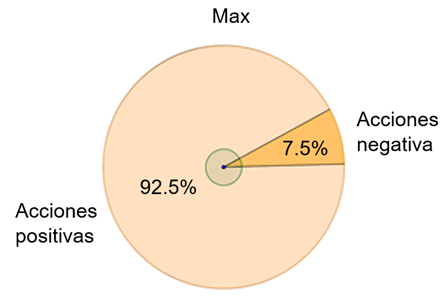 Max
Acciones
negativa
7.5%
92.5%
Acciones
positivas